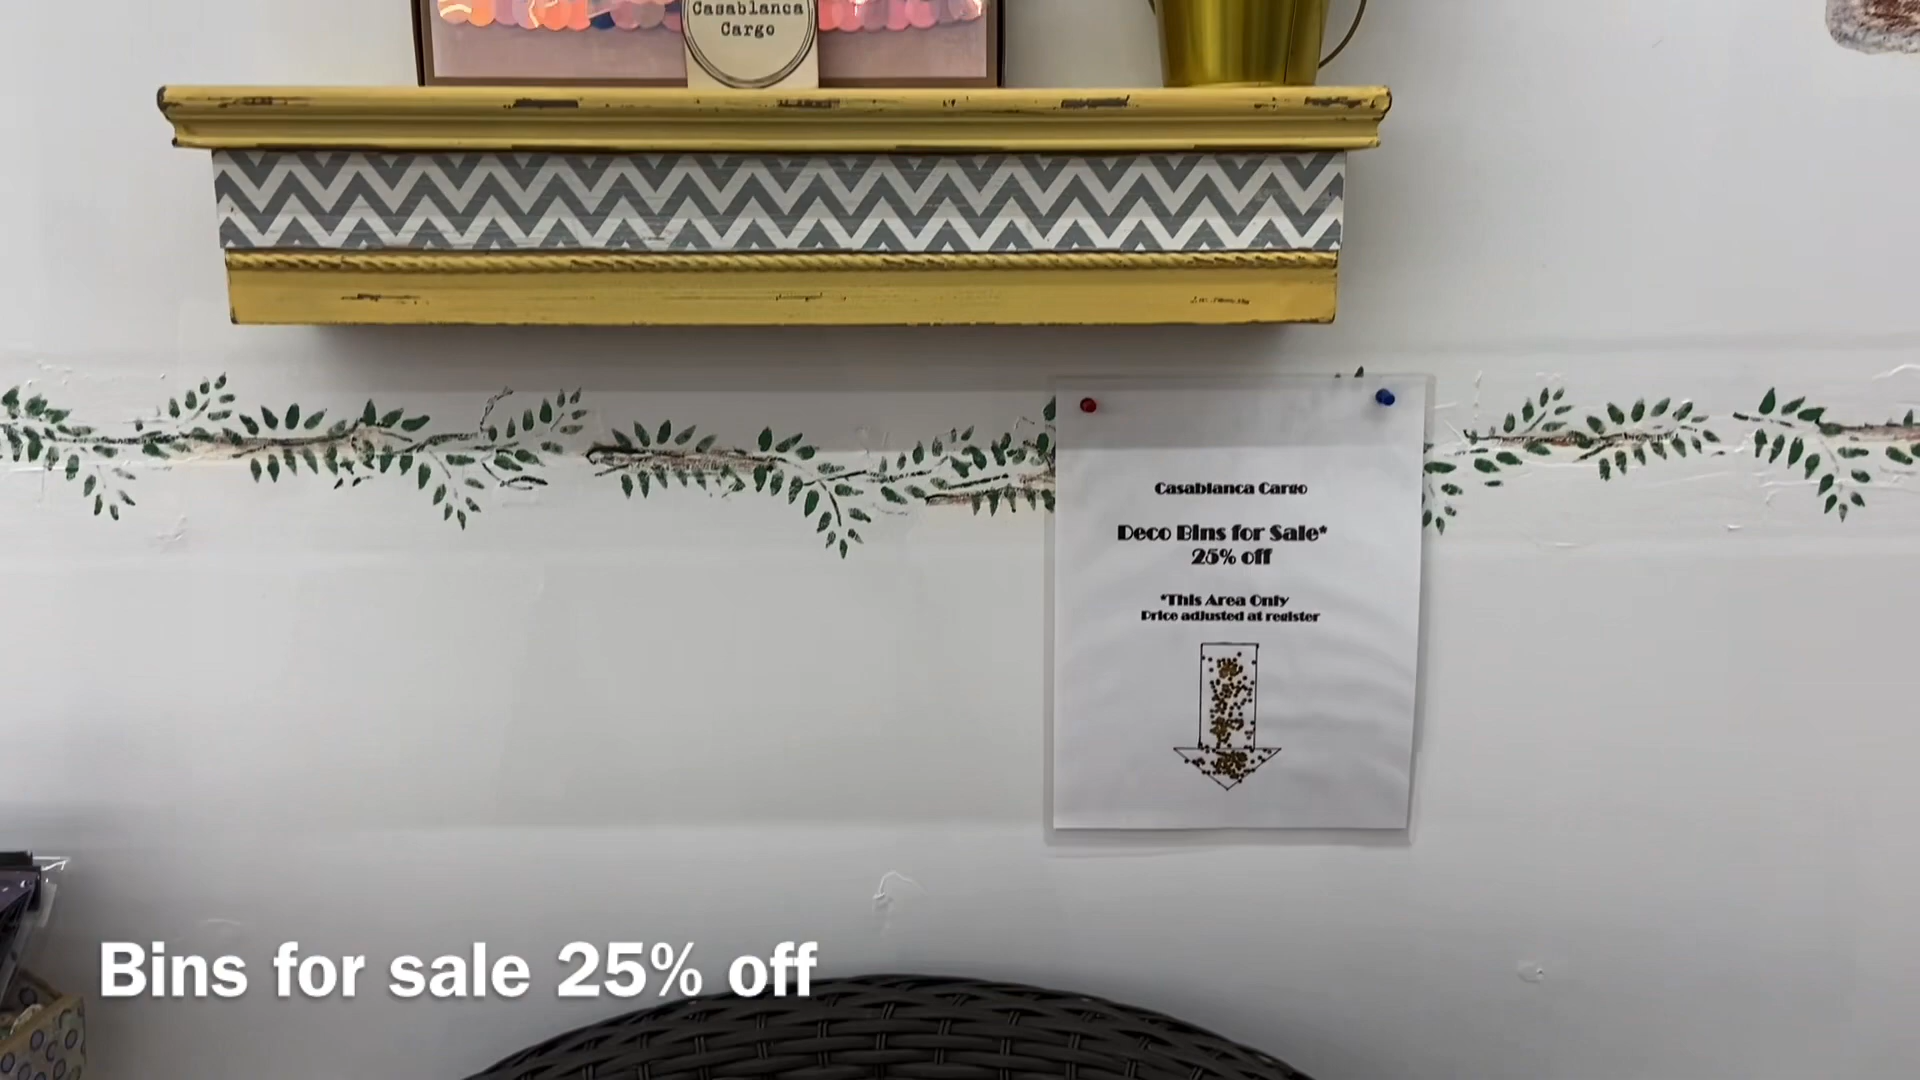 Casablanca
Cargo
Casablanca Cargo
Deco Bins for Sale*
25% off
*This Area Only
Price adjusted at register
Bins for sale 25% off